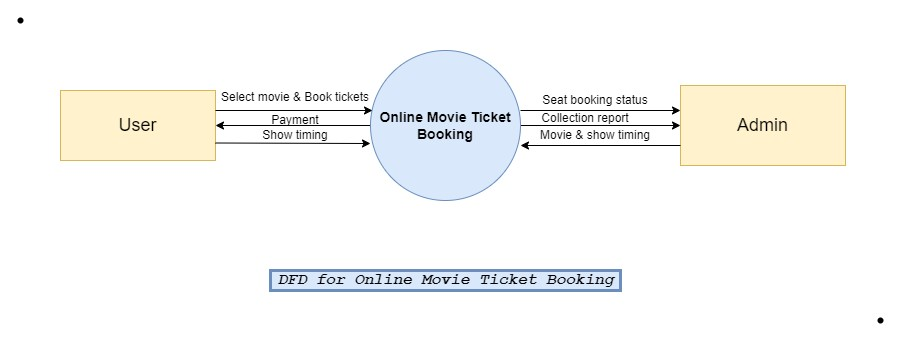 Select movie & Book tickets
User
Payment
Show timing
Online Movie Ticket
Booking
Seat booking status
Collection report
Movie & show timing
Admin
DFD for Online Movie Ticket Booking